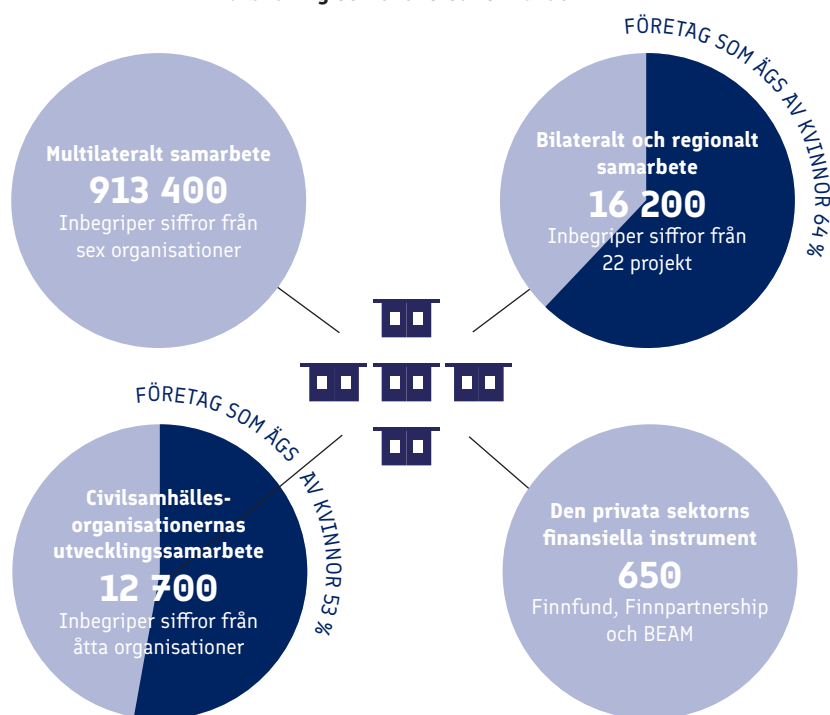 FÖRETAG SOM ÄGS AV KVINNOR 64 %
Multilateralt samarbete
913 400
Inbegriper siffror från
sex organisationer
Bilateralt och regionalt
samarbete
16 200
Inbegriper siffror från
22 projekt
FÖRETAG SOM ÄGS AV KVINNOR 53 %
Civilsamhälles-
organisationernas
utvecklingssamarbete
12 700
Inbegriper siffror från
åtta organisationer
Den privata sektorns
finansiella instrument
650
Finnfund, Finnpartnership
och BEAM